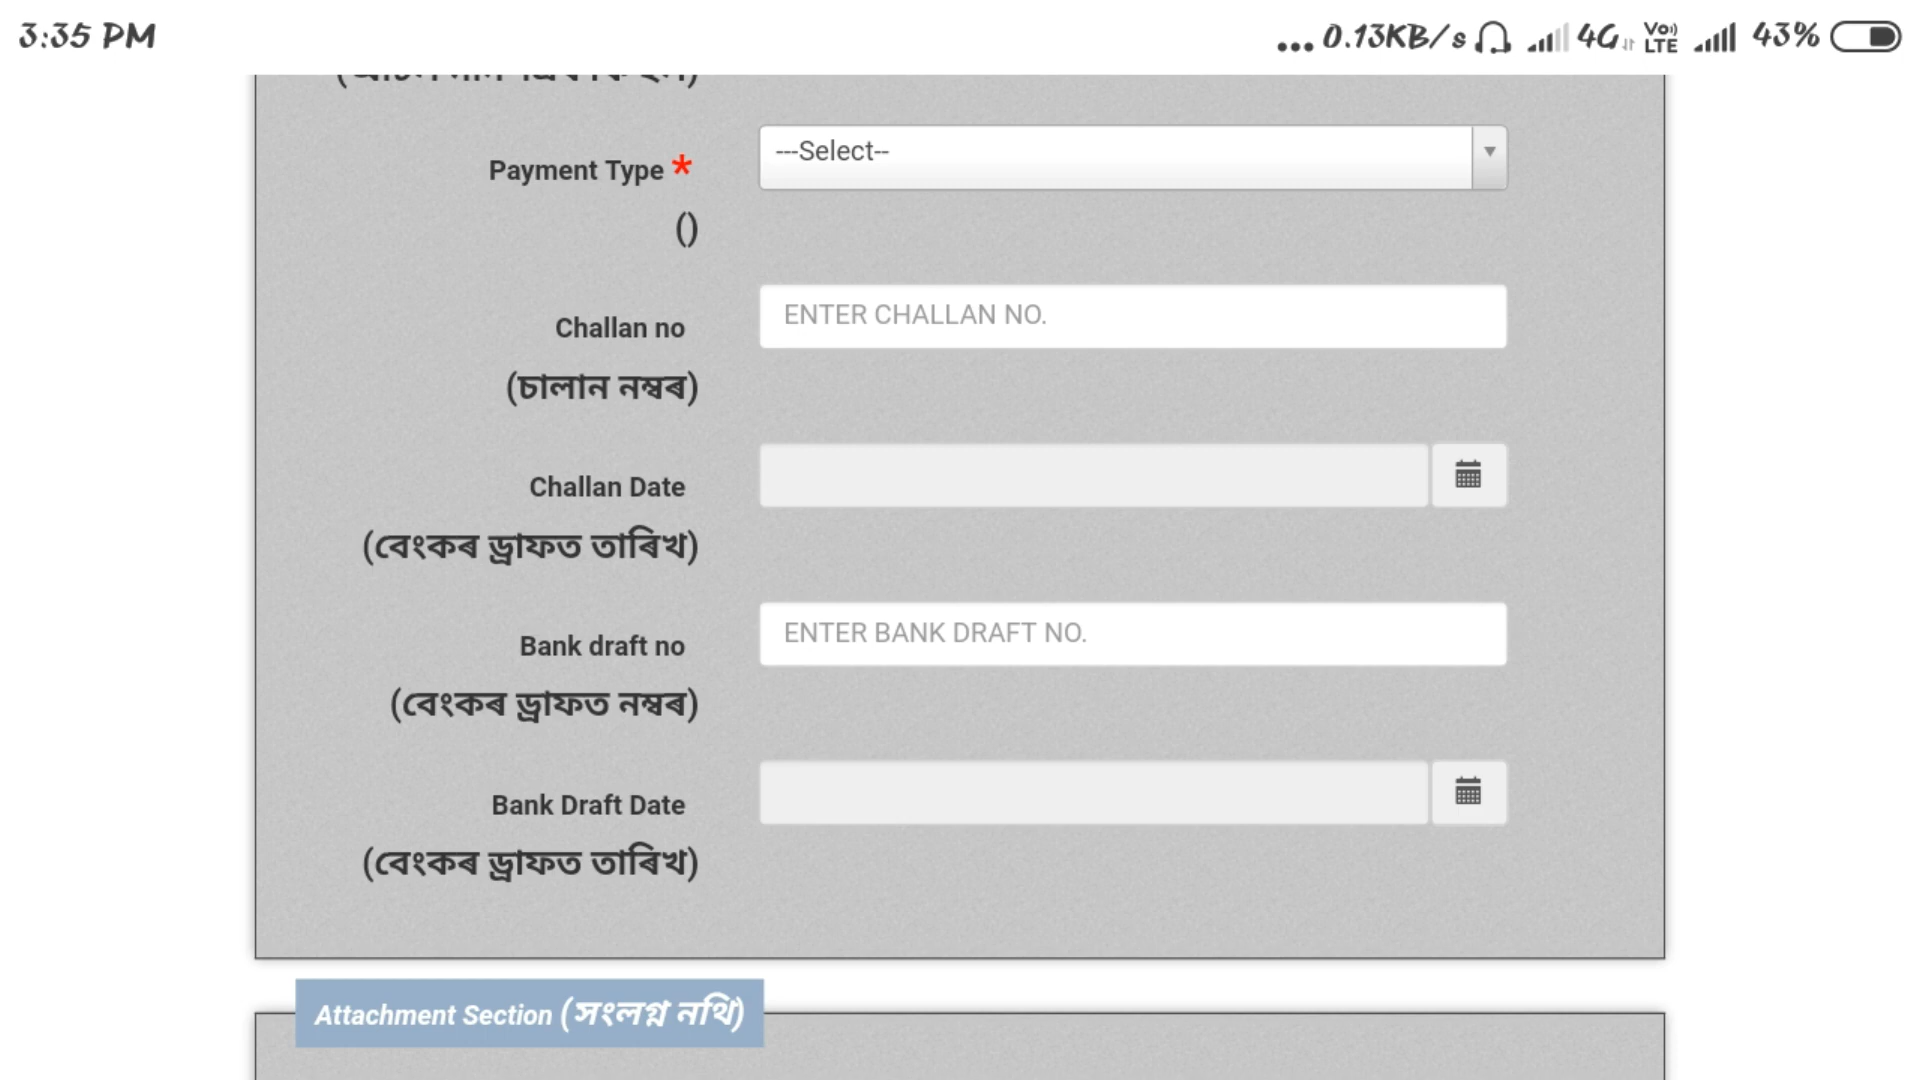 3:35 PM
... 0.13KB/s 4G VoLTE 43%
Payment Type *
---Select--
()
Challan no
ENTER CHALLAN NO.
(চালান নম্বৰ)
Challan Date
(বেংকৰ ড্ৰাফত তাৰিখ)
Bank draft no
ENTER BANK DRAFT NO.
(বেংকৰ ড্ৰাফত নম্বৰ)
Bank Draft Date
(বেংকৰ ড্ৰাফত তাৰিখ)
Attachment Section (সংলগ্ন নথি)